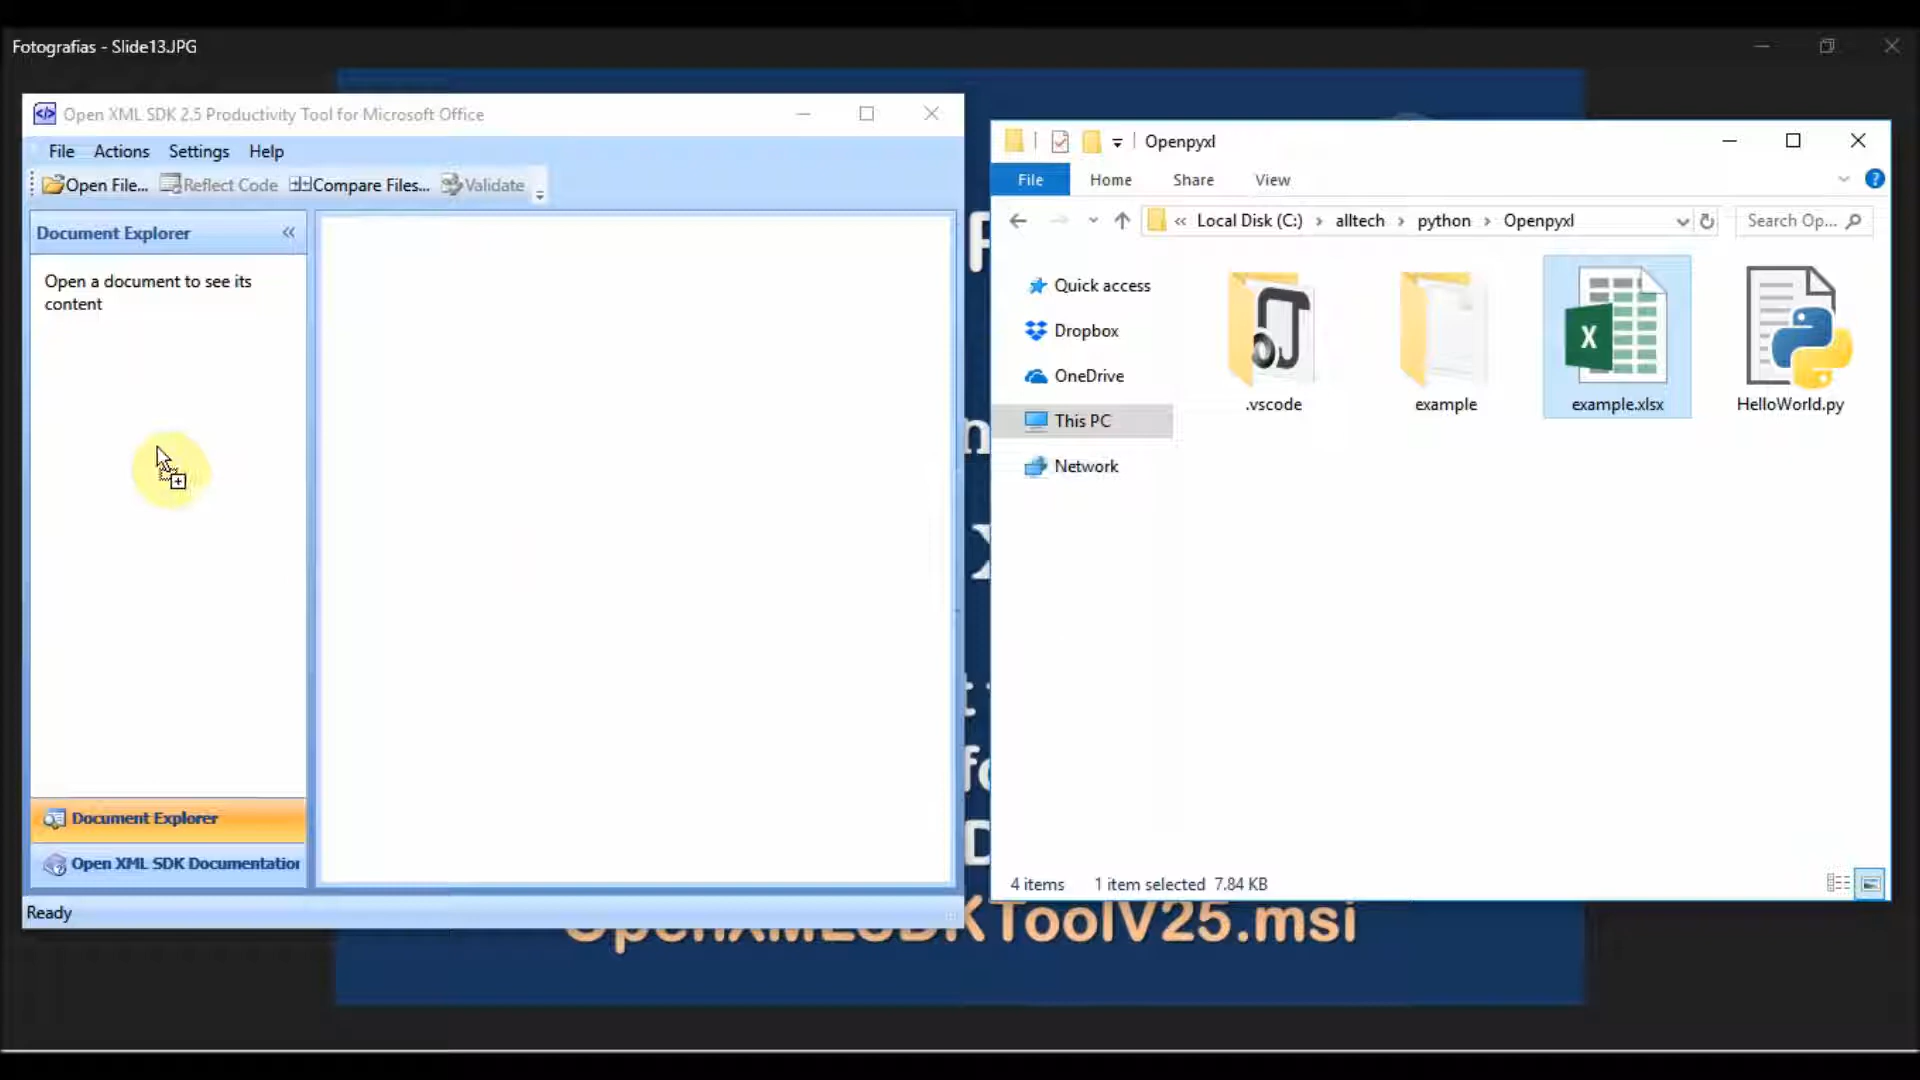 Fotografias - Slide13.JPG
Open XML SDK 2.5 Productivity Tool for Microsoft Office
File Actions Settings Help
Open File... Reflect Code Compare Files... Validate
Document Explorer
Open a document to see its
content
Document Explorer
Open XML SDK Documentation
Ready
Openpyxl
File Home Share View
« Local Disk (C:) › alltech › python › Openpyxl
Search Op...
Quick access
Dropbox
OneDrive
This PC
Network
.vscode
example
example.xlsx
HelloWorld.py
4 items 1 item selected 7.84 KB
OpenXMLSDKToolV25.msi